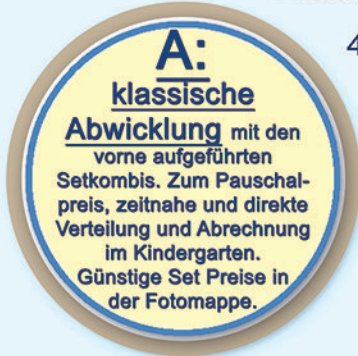 A:
klassische
Abwicklung mit den
vorne aufgeführten
Setkombis. Zum Pauschal-
preis, zeitnahe und direkte
Verteilung und Abrechnung
im Kindergarten.
Günstige Set Preise in
der Fotomappe.
4